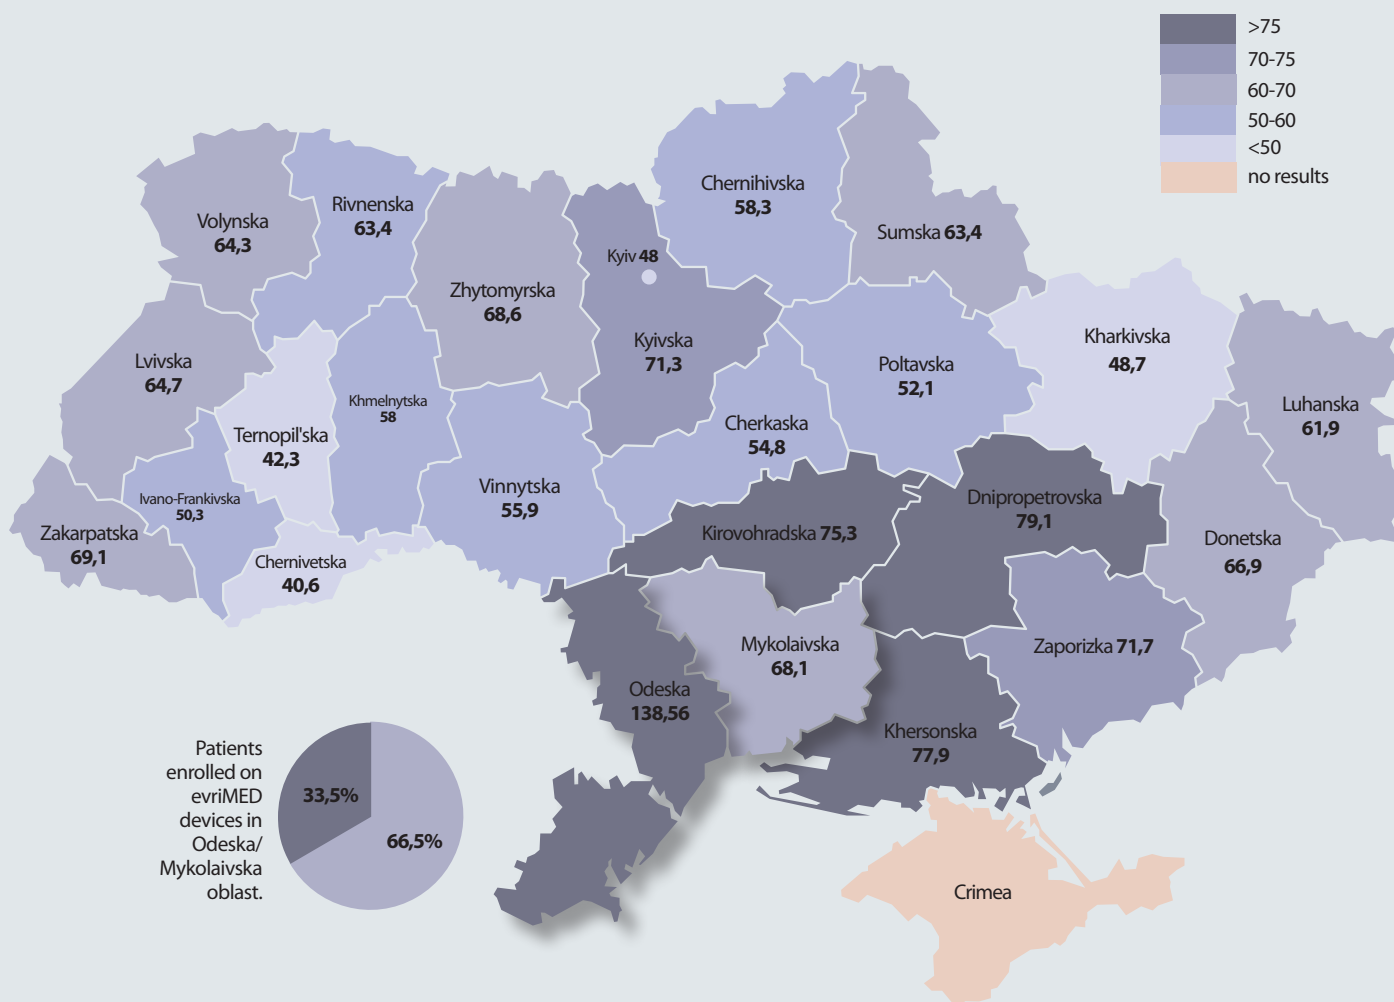 >75
70-75
60-70
50-60
<50
no results
Chernihivska
58,3
Sumska 63,4
Rivnenska
63,4
Volynska
64,3
Kyiv 48
Zhytomyrska
68,6
Kyivska
71,3
Kharkivska
48,7
Lvivska
64,7
Poltavska
52,1
Khmelnytska
58
Luhanska
61,9
Cherkaska
54,8
Ternopil'ska
42,3
Vinnytska
55,9
Ivano-Frankivska
50,3
Dnipropetrovska
79,1
Zakarpatska
69,1
Kirovohradska 75,3
Donetska
66,9
Chernivetska
40,6
Mykolaivska
68,1
Zaporizka 71,7
Odeska
138,56
Khersonska
77,9
Patients
enrolled on
evriMED
devices in
Odeska/
Mykolaivska
oblast.
33,5%
66,5%
Crimea